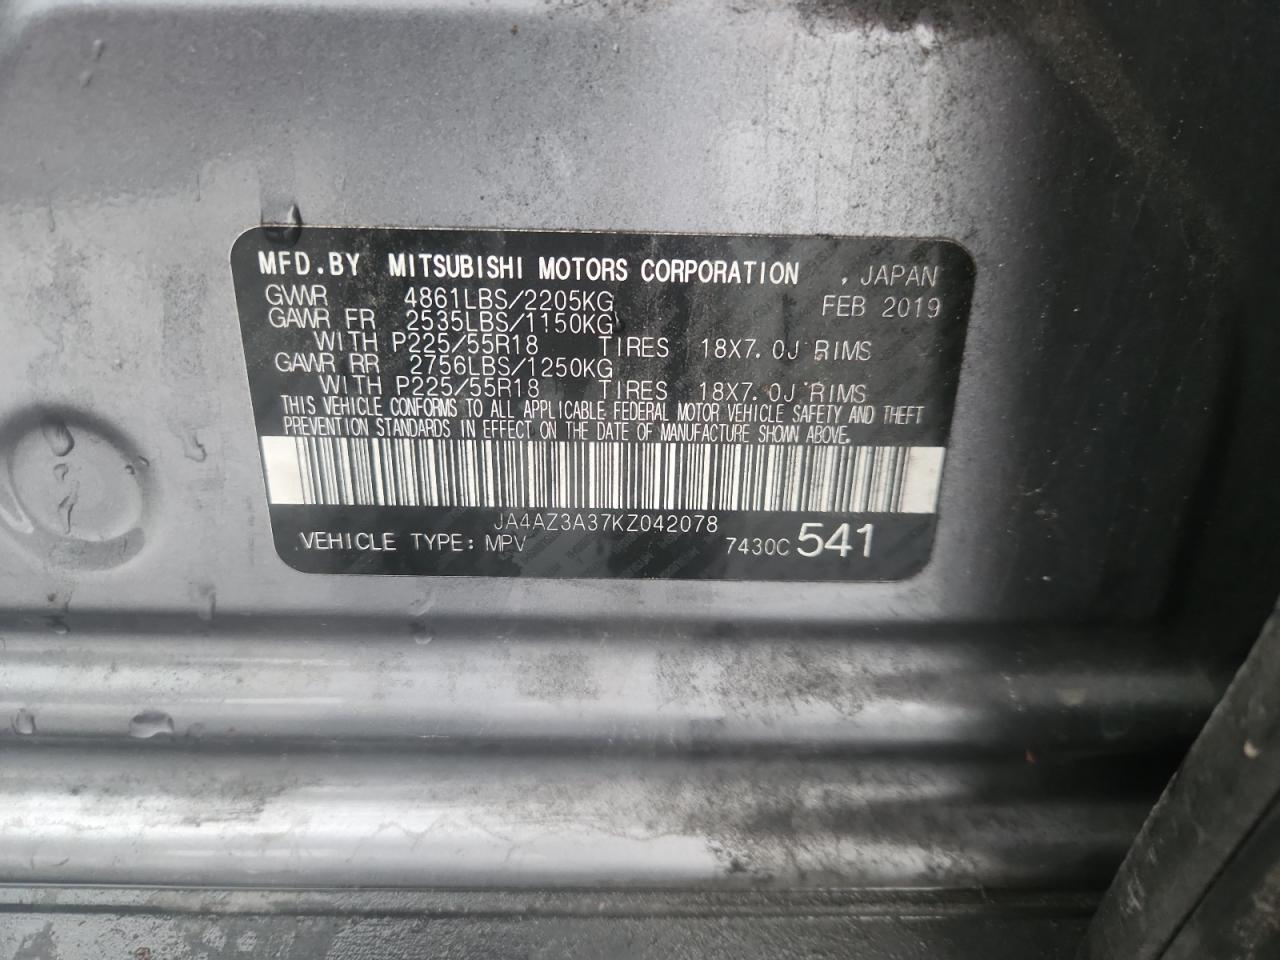 MFD.BY MITSUBISHI MOTORS CORPORATION , JAPAN
GVWR 4861LBS/2205KG FEB 2019
GAWR FR 2535LBS/1150KG
WITH P225/55R18 TIRES 18X7.0J RIMS
GAWR RR 2756LBS/1250KG
WITH P225/55R18 TIRES 18X7.0J RIMS
THIS VEHICLE CONFORMS TO ALL APPLICABLE FEDERAL MOTOR VEHICLE SAFETY AND THEFT
PREVENTION STANDARDS IN EFFECT ON THE DATE OF MANUFACTURE SHOWN ABOVE.
JA4AZ3A37KZ042078
VEHICLE TYPE: MPV 7430C 541